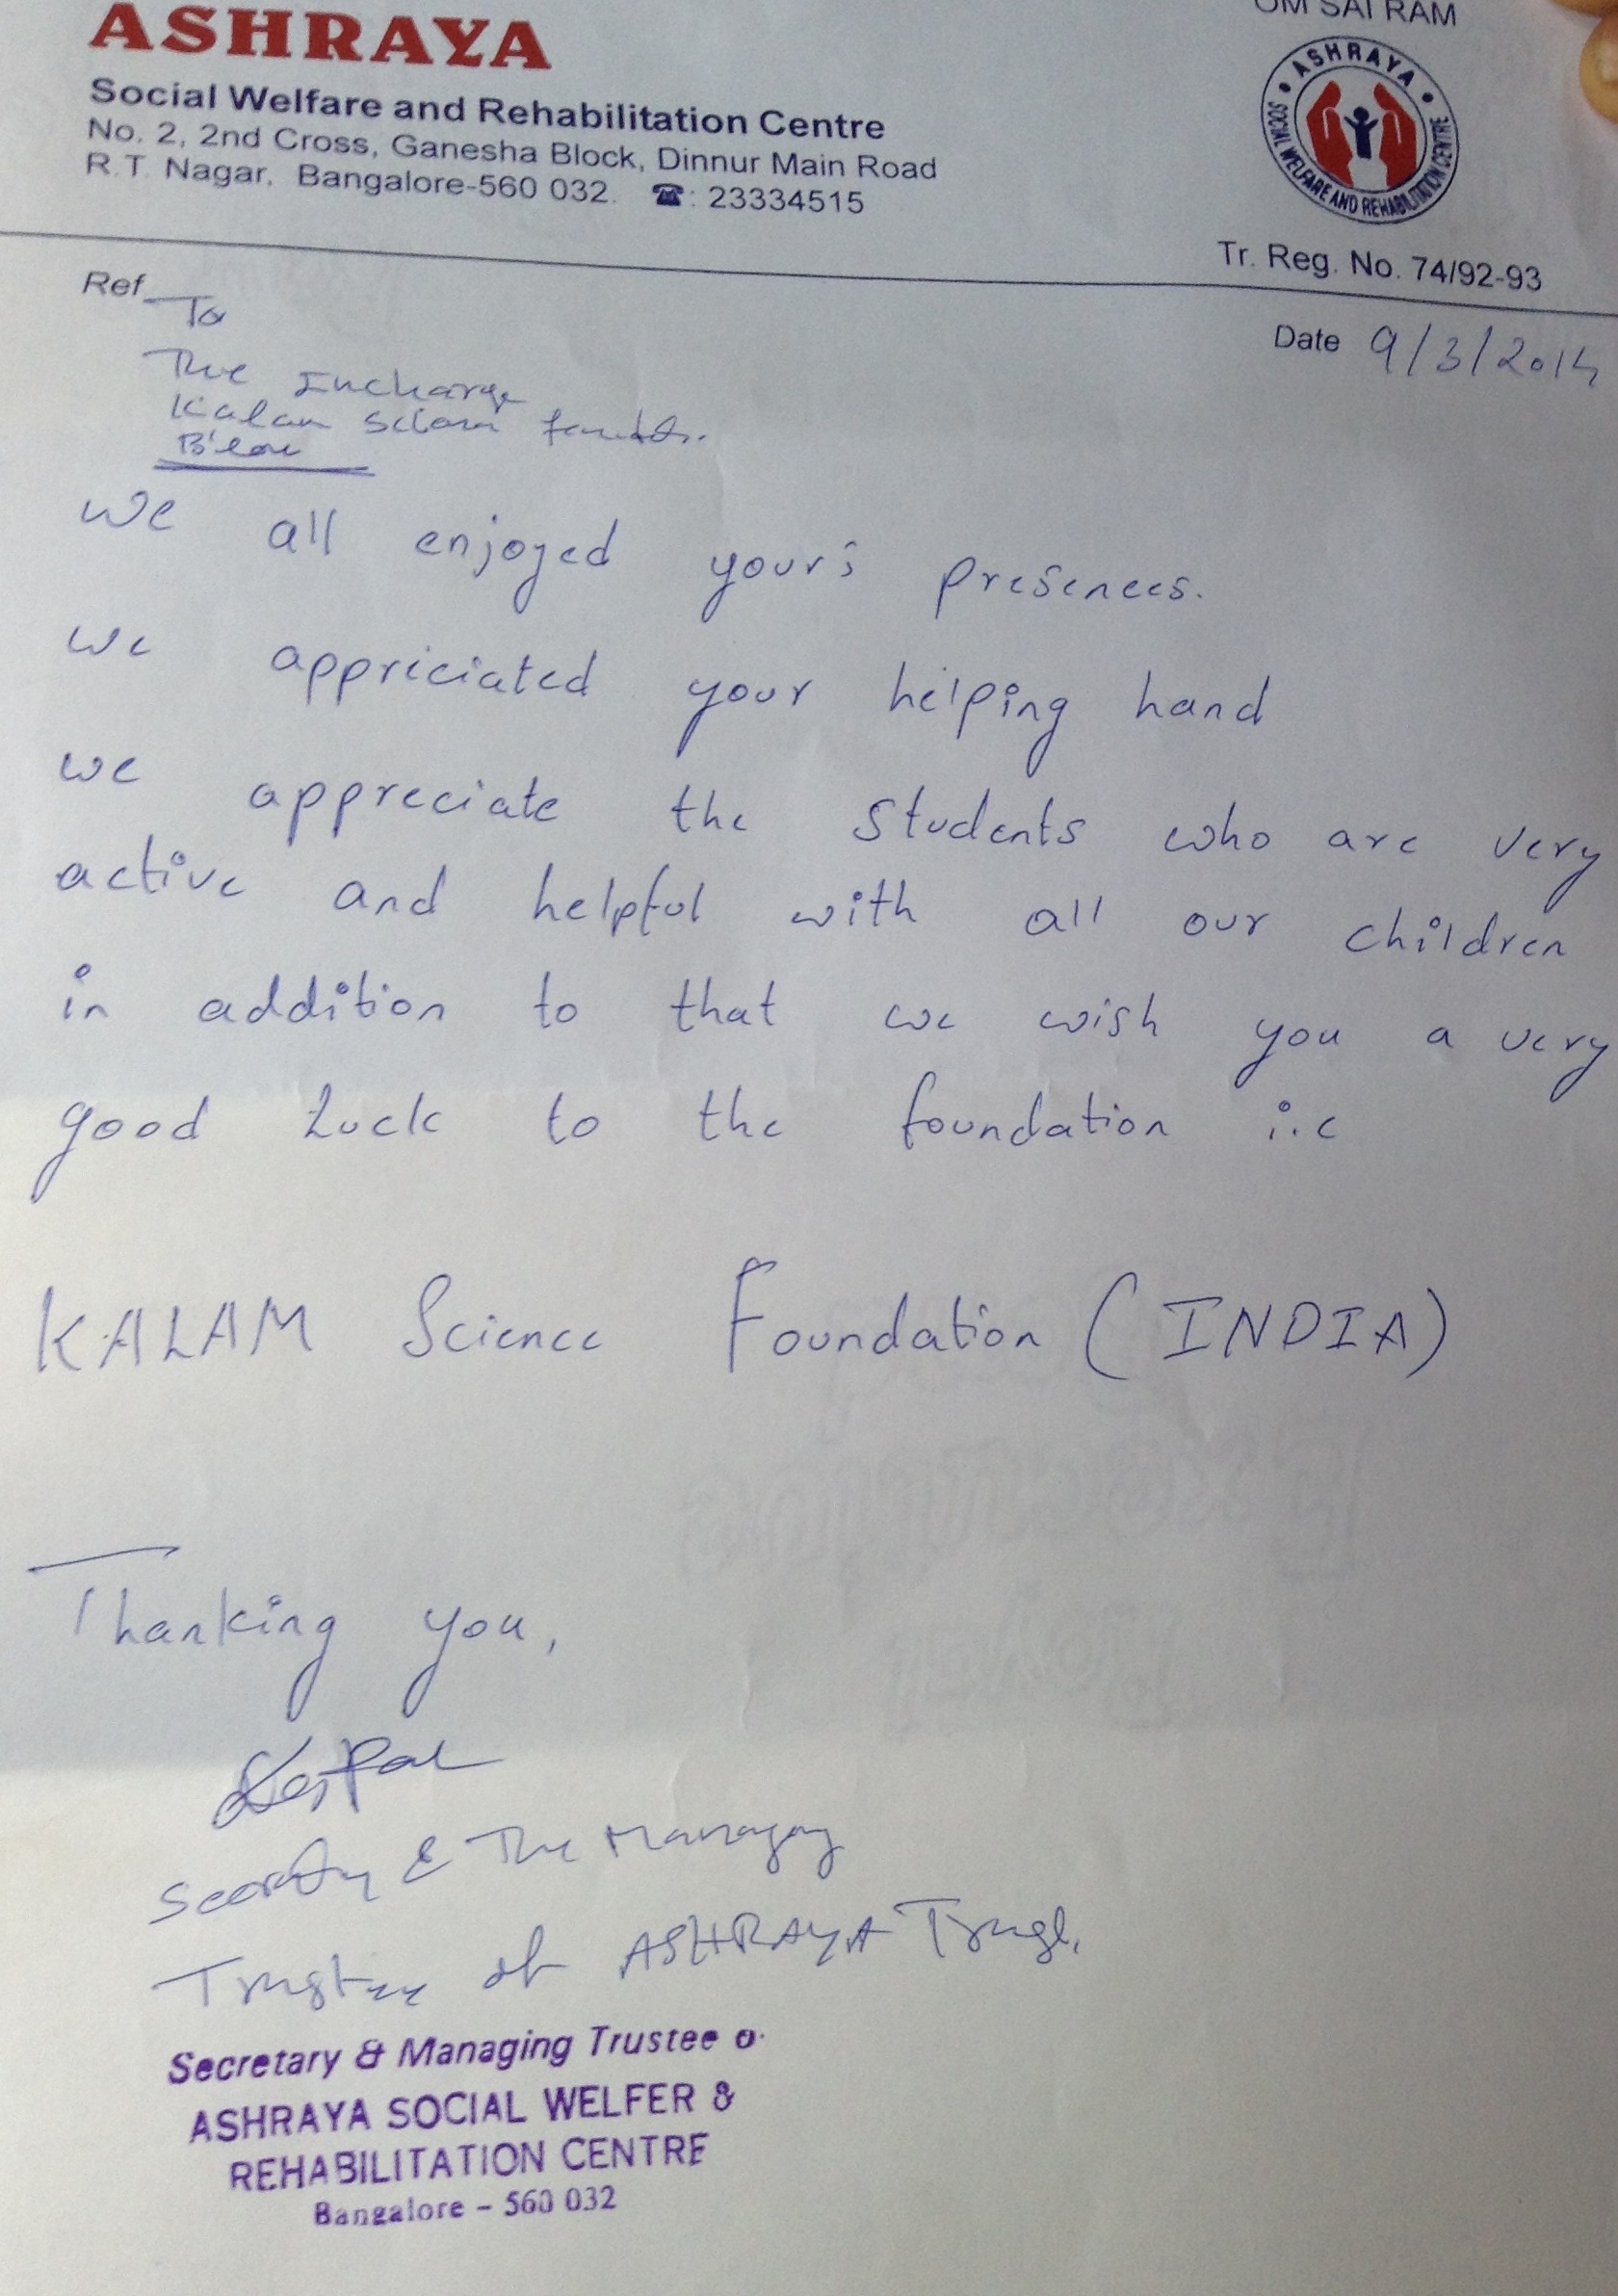 OM SAI RAM
ASHRAYA
Social Welfare and Rehabilitation Centre
No. 2, 2nd Cross, Ganesha Block, Dinnur Main Road
R.T. Nagar, Bangalore-560 032. ☎: 23334515
ASHRAYA
SOCIAL WELFARE AND REHABILITATION CENTRE
Tr. Reg. No. 74/92-93
Ref
Date 9/3/2014
To
The Incharge
Kalam
B'lore
We all enjoyed your's presences.
we appriciated your helping hand
we appreciate the students who are very
active and helpful with all our children
in addition to that we wish you a very
good Luck to the foundation i.e
KALAM Science Foundation (INDIA)
Thanking you,
& The Managing
Trustee of ASHRAYA Trust.
Secretary & Managing Trustee o
ASHRAYA SOCIAL WELFER &
REHABILITATION CENTRE
Bangalore - 560 032